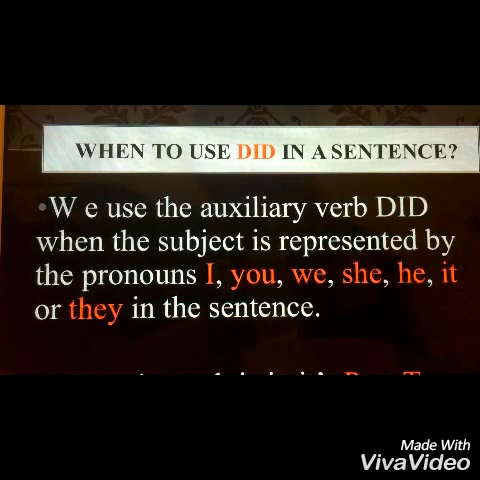 WHEN TO USE DID IN A SENTENCE?
•W e use the auxiliary verb DID
when the subject is represented by
the pronouns I, you, we, she, he, it
or they in the sentence.
Made With
VivaVideo